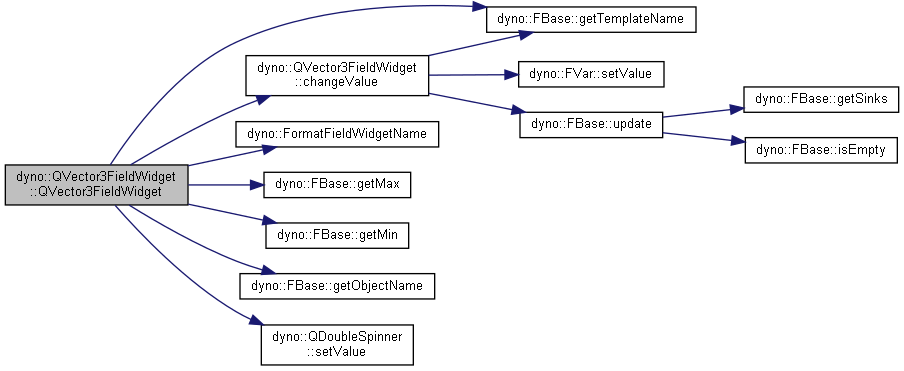 dyno::FBase::getTemplateName
dyno::QVector3FieldWidget
::changeValue
dyno::FVar::setValue
dyno::FBase::getSinks
dyno::FBase::update
dyno::FormatFieldWidgetName
dyno::FBase::isEmpty
dyno::QVector3FieldWidget
::QVector3FieldWidget
dyno::FBase::getMax
dyno::FBase::getMin
dyno::FBase::getObjectName
dyno::QDoubleSpinner
::setValue